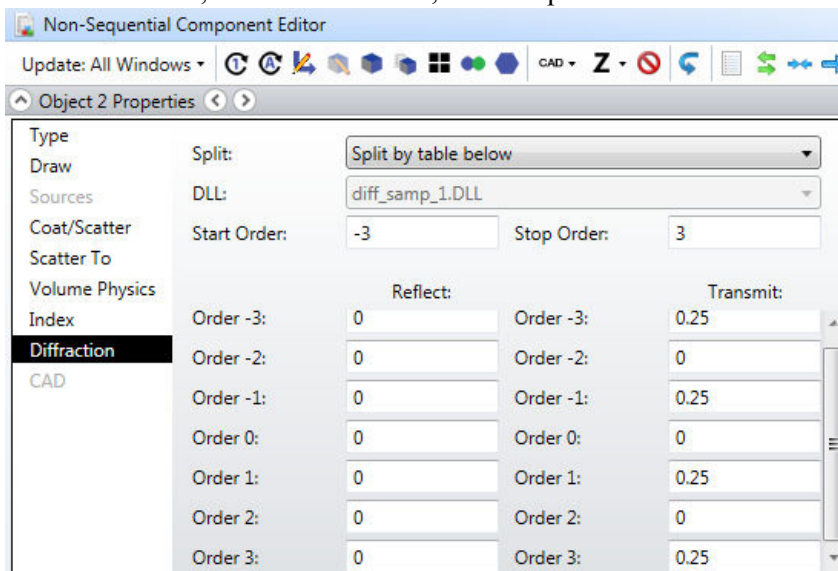 Non-Sequential Component Editor
Update: All Windows CAD Z
Object 2 Properties
Type
Draw
Sources
Coat/Scatter
Scatter To
Volume Physics
Index
Diffraction
CAD
Split: Split by table below
DLL: diff_samp_1.DLL
Start Order: -3 Stop Order: 3
Reflect: Transmit:
Order -3: 0 Order -3: 0.25
Order -2: 0 Order -2: 0
Order -1: 0 Order -1: 0.25
Order 0: 0 Order 0: 0
Order 1: 0 Order 1: 0.25
Order 2: 0 Order 2: 0
Order 3: 0 Order 3: 0.25